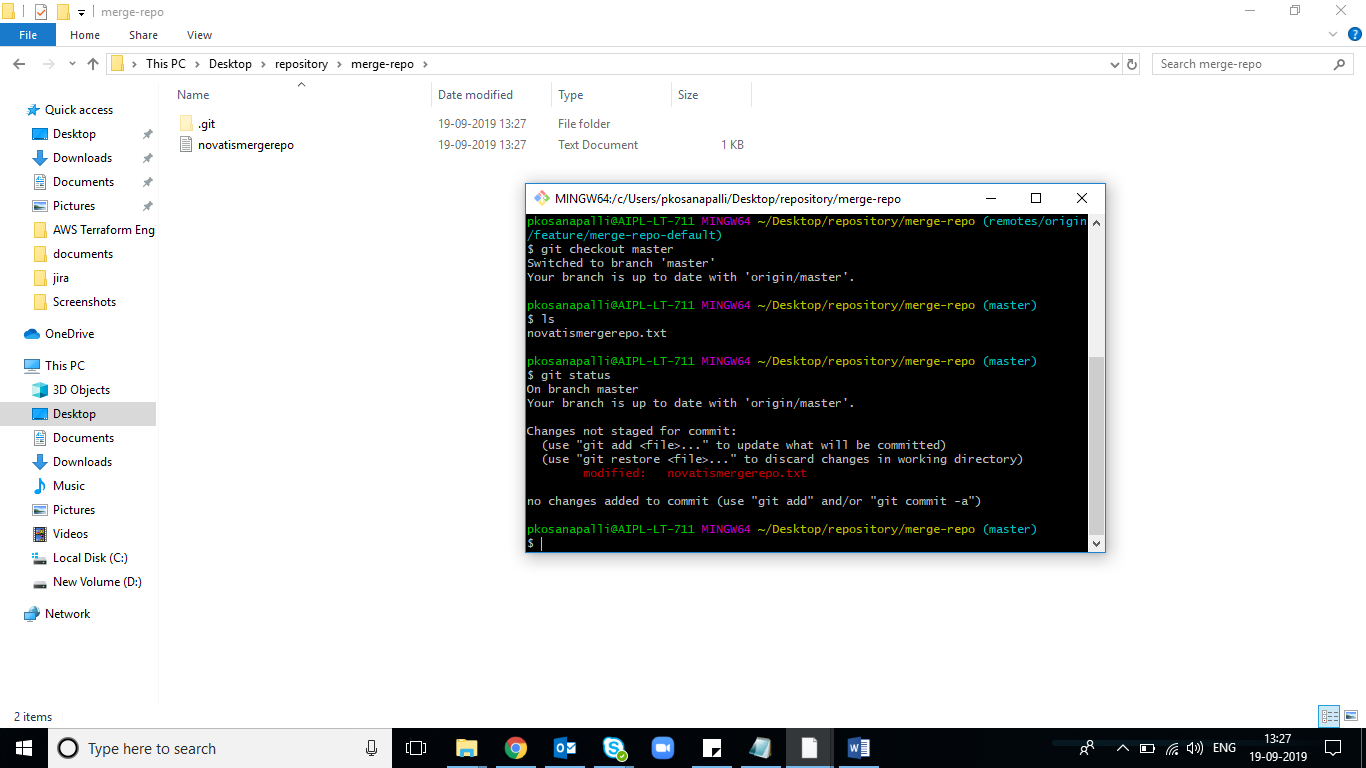 merge-repo
File Home Share View
This PC Desktop repository merge-repo
Search merge-repo
Name Date modified Type Size
.git 19-09-2019 13:27 File folder
novatismergerepo 19-09-2019 13:27 Text Document 1 KB
Quick access
Desktop
Downloads
Documents
Pictures
AWS Terraform Eng
documents
jira
Screenshots
OneDrive
This PC
3D Objects
Desktop
Documents
Downloads
Music
Pictures
Videos
Local Disk (C:)
New Volume (D:)
Network
2 items
MINGW64:/c/Users/pkosanapalli/Desktop/repository/merge-repo
pkosanapalli@AIPL-LT-711 MINGW64 ~/Desktop/repository/merge-repo (remotes/origin
/feature/merge-repo-default)
$ git checkout master
Switched to branch 'master'
Your branch is up to date with 'origin/master'.
pkosanapalli@AIPL-LT-711 MINGW64 ~/Desktop/repository/merge-repo (master)
$ ls
novatismergerepo.txt
pkosanapalli@AIPL-LT-711 MINGW64 ~/Desktop/repository/merge-repo (master)
$ git status
On branch master
Your branch is up to date with 'origin/master'.
Changes not staged for commit:
(use "git add <file>..." to update what will be committed)
(use "git restore <file>..." to discard changes in working directory)
modified: novatismergerepo.txt
no changes added to commit (use "git add" and/or "git commit -a")
pkosanapalli@AIPL-LT-711 MINGW64 ~/Desktop/repository/merge-repo (master)
$
Type here to search
ENG
13:27
19-09-2019